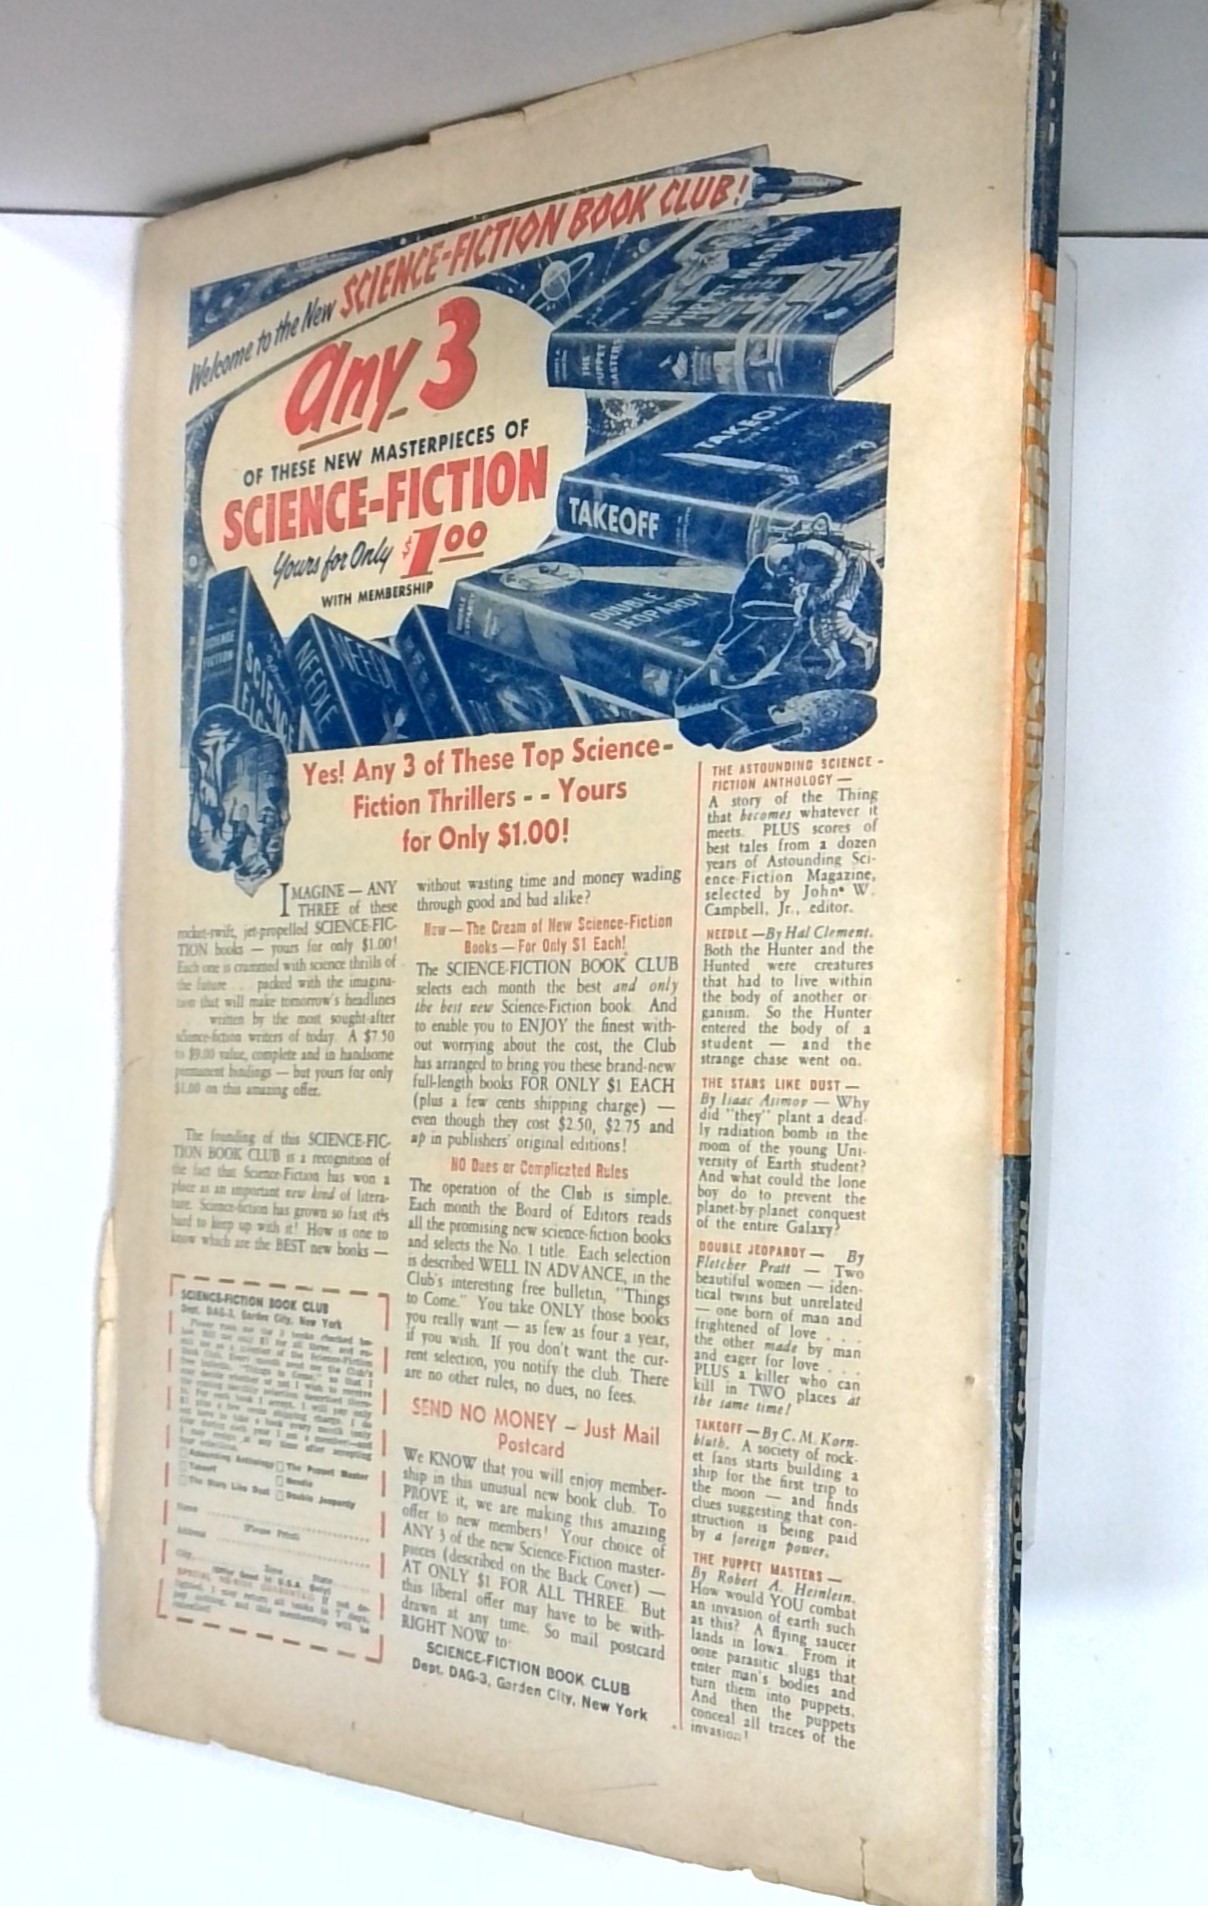 Welcome to the New SCIENCE-FICTION BOOK CLUB!
any 3
OF THESE NEW MASTERPIECES OF
SCIENCE-FICTION
Yours for Only $1.00
WITH MEMBERSHIP
THE PUPPET MASTERS
TAKEOFF
TAKEOFF
DOUBLE JEOPARDY
DOUBLE JEOPARDY
SCIENCE FICTION
NEEDLE
NEEDLE
Yes! Any 3 of These Top Science-
Fiction Thrillers - - Yours
for Only $1.00!
IMAGINE — ANY
THREE of these
rocket-swift, jet-propelled SCIENCE-FIC-
TION books — yours for only $1.00!
Each one is crammed with science thrills of
the future . . . packed with the imagina-
tion that will make tomorrow's headlines
. . . written by the most sought-after
science-fiction writers of today. A $7.50
to $9.00 value, complete and in handsome
permanent bindings — but yours for only
$1.00 on this amazing offer.
The founding of this SCIENCE-FIC-
TION BOOK CLUB is a recognition of
the fact that Science-Fiction has won a
place as an important new kind of litera-
ture. Science-fiction has grown so fast it's
hard to keep up with it! How is one to
know which are the BEST new books —
without wasting time and money wading
through good and bad alike?
Now — The Cream of New Science-Fiction
Books — For Only $1 Each!
The SCIENCE-FICTION BOOK CLUB
selects each month the best and only
the best new Science-Fiction book. And
to enable you to ENJOY the finest with-
out worrying about the cost, the Club
has arranged to bring you these brand-new
full-length books FOR ONLY $1 EACH
(plus a few cents shipping charge) —
even though they cost $2.50, $2.75 and
up in publishers' original editions!
NO Dues or Complicated Rules
The operation of the Club is simple.
Each month the Board of Editors reads
all the promising new science-fiction books
and selects the No. 1 title. Each selection
is described WELL IN ADVANCE, in the
Club's interesting free bulletin, "Things
to Come." You take ONLY those books
you really want — as few as four a year,
if you wish. If you don't want the cur-
rent selection, you notify the club. There
are no other rules, no dues, no fees.
SEND NO MONEY — Just Mail
Postcard
We KNOW that you will enjoy member-
ship in this unusual new book club. To
PROVE it, we are making this amazing
offer to new members! Your choice of
ANY 3 of the new Science-Fiction master-
pieces (described on the Back Cover) —
AT ONLY $1 FOR ALL THREE. But
this liberal offer may have to be with-
drawn at any time. So mail postcard
RIGHT NOW to:
SCIENCE-FICTION BOOK CLUB
Dept. DAG-3, Garden City, New York
THE ASTOUNDING SCIENCE-
FICTION ANTHOLOGY —
A story of the Thing
that becomes whatever it
meets. PLUS scores of
best tales from a dozen
years of Astounding Sci-
ence-Fiction Magazine,
selected by John W.
Campbell, Jr., editor.
NEEDLE — By Hal Clement.
Both the Hunter and the
Hunted were creatures
that had to live within
the body of another or-
ganism. So the Hunter
entered the body of a
student — and the
strange chase went on.
THE STARS LIKE DUST —
By Isaac Asimov — Why
did "they" plant a dead-
ly radiation bomb in the
room of the young Uni-
versity of Earth student?
And what could the lone
boy do to prevent the
planet-by-planet conquest
of the entire Galaxy?
DOUBLE JEOPARDY — By
Fletcher Pratt — Two
beautiful women — iden-
tical twins but unrelated
— one born of man and
frightened of love . . .
the other made by man
and eager for love . . .
PLUS a killer who can
kill in TWO places at
the same time!
TAKEOFF — By C. M. Korn-
bluth. A society of rock-
et fans starts building a
ship for the first trip to
the moon — and finds
clues suggesting that con-
struction is being paid
by a foreign power.
THE PUPPET MASTERS —
By Robert A. Heinlein.
How would YOU combat
an invasion of earth such
as this? A flying saucer
lands in Iowa. From it
ooze parasitic slugs that
enter man's bodies and
turn them into puppets.
And then the puppets
conceal all traces of the
invasion!
SCIENCE-FICTION BOOK CLUB
Dept. DAG-3, Garden City, New York
Astounding Anthology The Puppet Master
Takeoff Needle
The Stars Like Dust Double Jeopardy
Name
(Please Print)
Address
City Zone State
(Offer Good in U.S.A. Only)
SCIENCE FICTION
NOVELS BY POUL ANDERSON